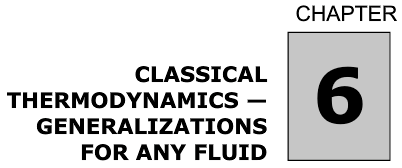 CHAPTER
6
CLASSICAL
THERMODYNAMICS —
GENERALIZATIONS
FOR ANY FLUID